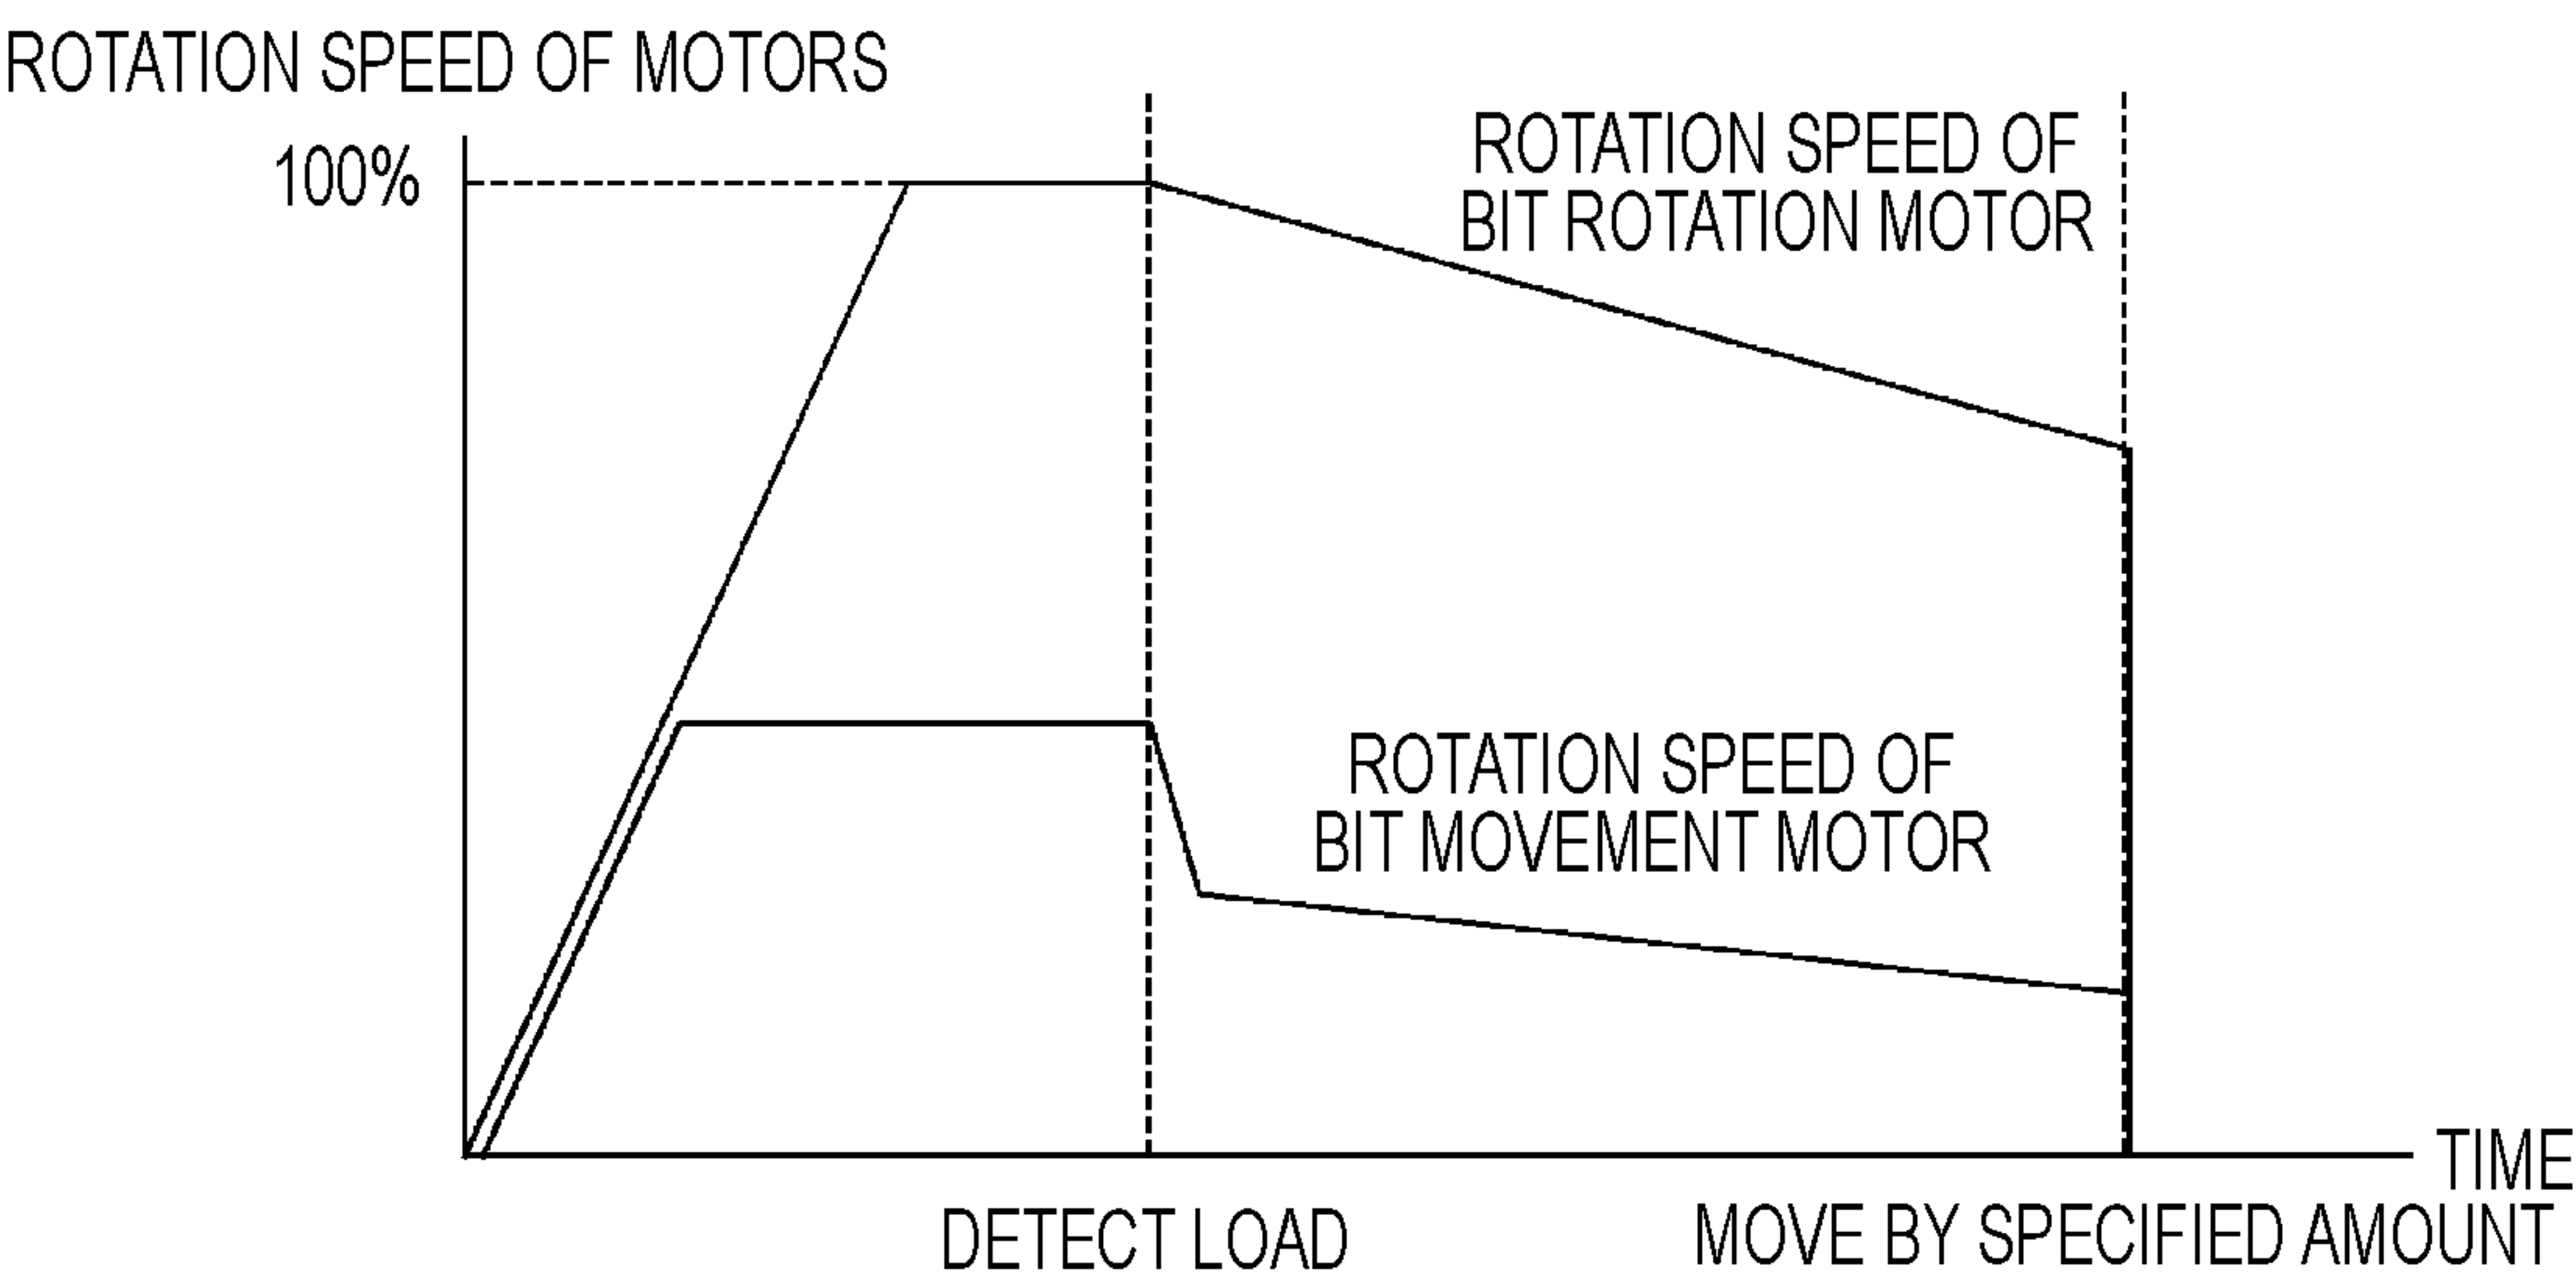 ROTATION SPEED OF MOTORS
100%
ROTATION SPEED OF
BIT ROTATION MOTOR
ROTATION SPEED OF
BIT MOVEMENT MOTOR
TIME
DETECT LOAD
MOVE BY SPECIFIED AMOUNT